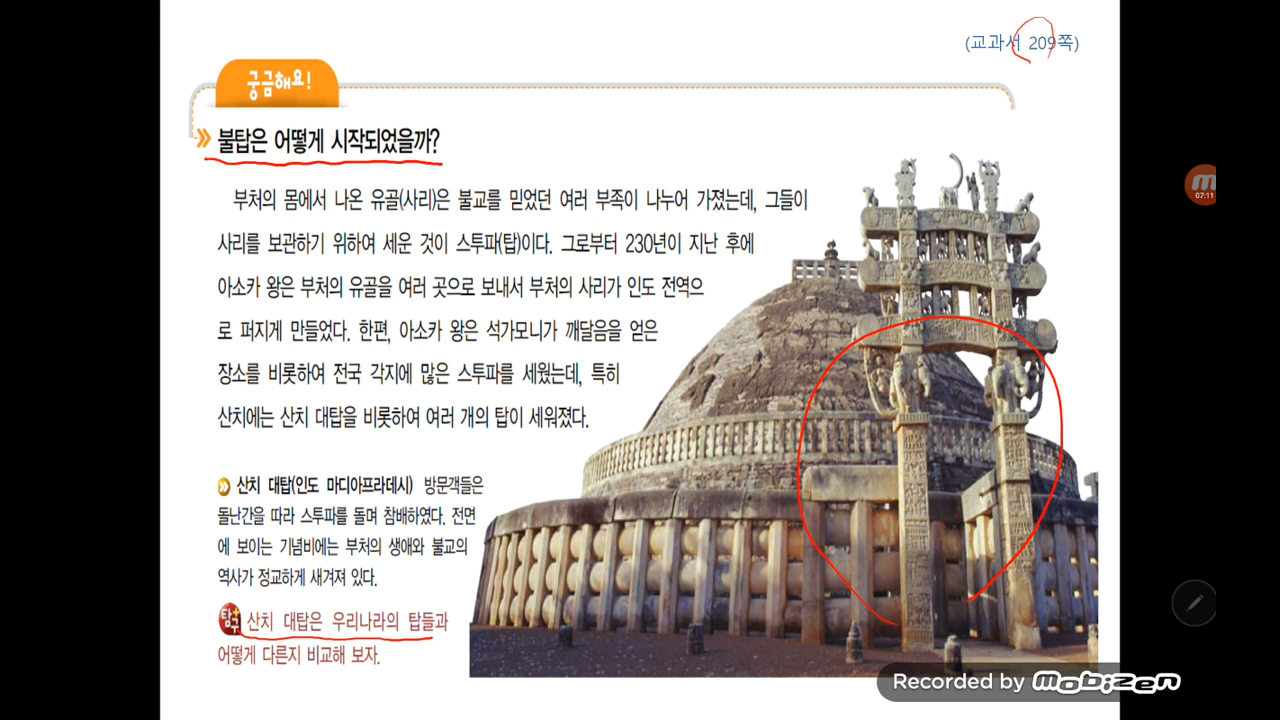 (교과서 209쪽)
궁금해요!
불탑은 어떻게 시작되었을까?
부처의 몸에서 나온 유골(사리)은 불교를 믿었던 여러 부족이 나누어 가졌는데, 그들이
사리를 보관하기 위하여 세운 것이 스투파(탑)이다. 그로부터 230년이 지난 후에
아소카 왕은 부처의 유골을 여러 곳으로 보내서 부처의 사리가 인도 전역으
로 퍼지게 만들었다. 한편, 아소카 왕은 석가모니가 깨달음을 얻은
장소를 비롯하여 전국 각지에 많은 스투파를 세웠는데, 특히
산치에는 산치 대탑을 비롯하여 여러 개의 탑이 세워졌다.
산치 대탑(인도 마디아프라데시) 방문객들은
돌난간을 따라 스투파를 돌며 참배하였다. 전면
에 보이는 기념비에는 부처의 생애와 불교의
역사가 정교하게 새겨져 있다.
탐구 산치 대탑은 우리나라의 탑들과
어떻게 다른지 비교해 보자.
07:11
Recorded by mobizen